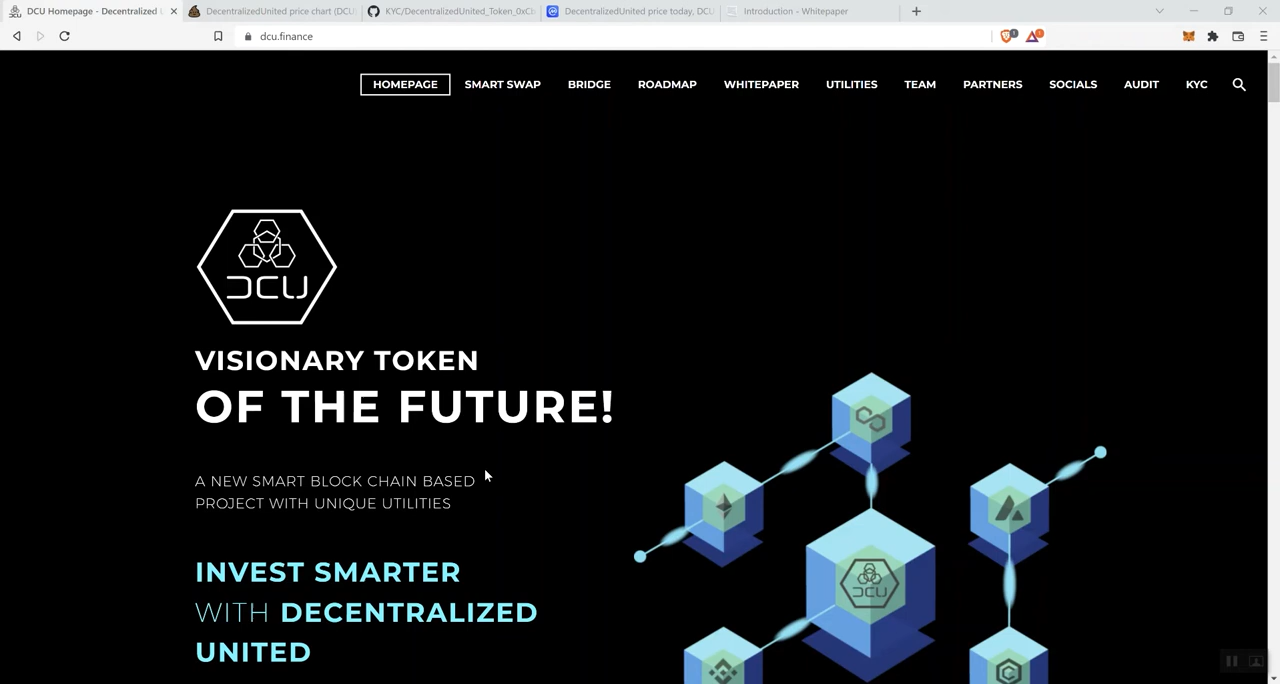 DCU Homepage - Decentralized U
DecentralizedUnited price chart (DCU
KYC/DecentralizedUnited_Token_0xCb
DecentralizedUnited price today, DCU
Introduction - Whitepaper
dcu.finance
HOMEPAGE
SMART SWAP
BRIDGE
ROADMAP
WHITEPAPER
UTILITIES
TEAM
PARTNERS
SOCIALS
AUDIT
KYC
DCU
VISIONARY TOKEN
OF THE FUTURE!
A NEW SMART BLOCK CHAIN BASED
PROJECT WITH UNIQUE UTILITIES
INVEST SMARTER
WITH DECENTRALIZED
UNITED
DCU